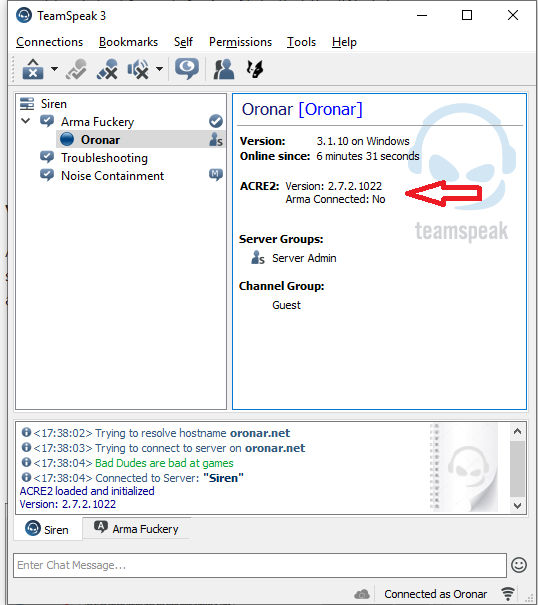 TeamSpeak 3
Connections Bookmarks Self Permissions Tools Help
Siren
Arma Fuckery
Oronar
Troubleshooting
Noise Containment M
Oronar [Oronar]
Version: 3.1.10 on Windows
Online since: 6 minutes 31 seconds
ACRE2: Version: 2.7.2.1022
Arma Connected: No
teamspeak
Server Groups:
Server Admin
Channel Group:
Guest
<17:38:02> Trying to resolve hostname oronar.net
<17:38:03> Trying to connect to server on oronar.net
<17:38:04> Bad Dudes are bad at games
<17:38:04> Connected to Server: "Siren"
ACRE2 loaded and initialized
Version: 2.7.2.1022
Siren A Arma Fuckery
Enter Chat Message...
Connected as Oronar